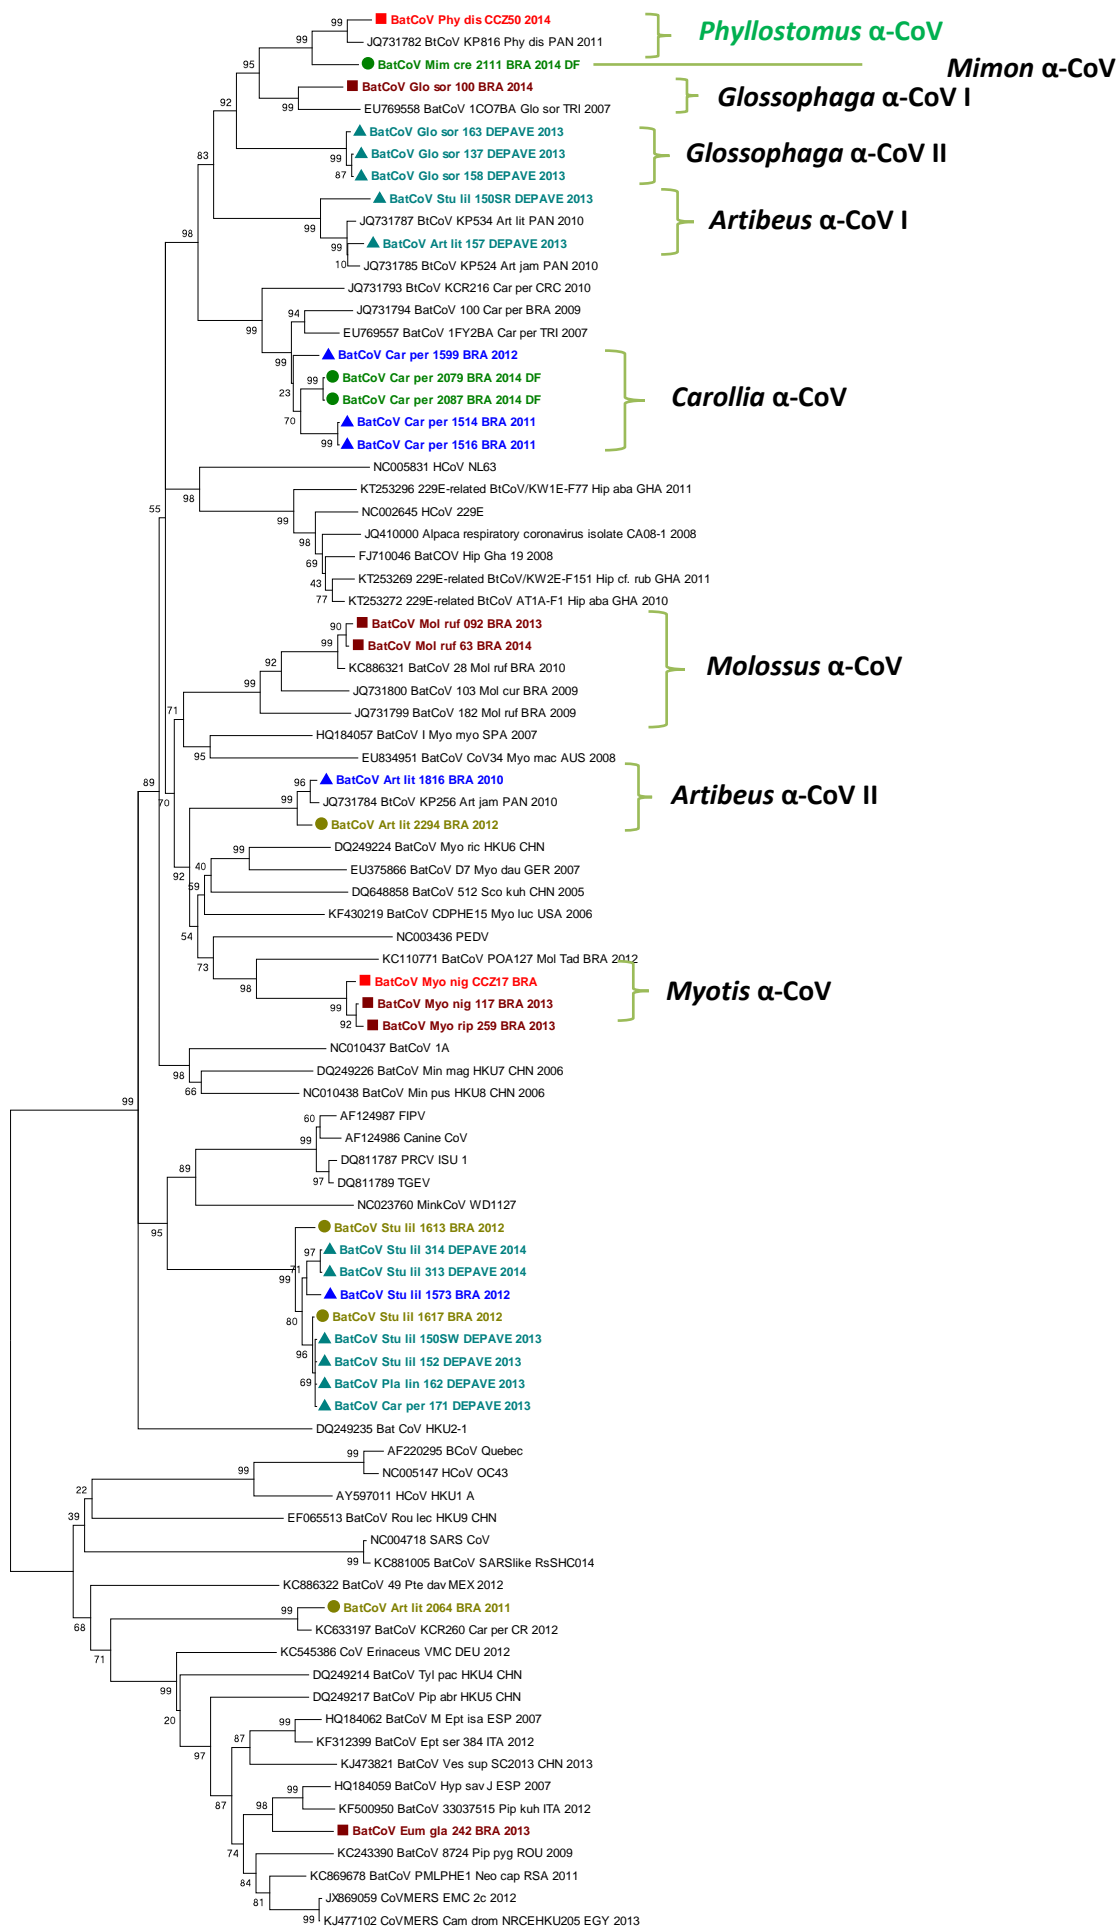 BatCoV Phy dis CCZ50 2014
JQ731782 BtCoV KP816 Phy dis PAN 2011
Phyllostomus α-CoV
BatCoV Mim cre 2111 BRA 2014 DF
Mimon α-CoV
BatCoV Glo sor 100 BRA 2014
EU769558 BatCoV 1CO7BA Glo sor TRI 2007
Glossophaga α-CoV I
BatCoV Glo sor 163 DEPAVE 2013
BatCoV Glo sor 137 DEPAVE 2013
BatCoV Glo sor 158 DEPAVE 2013
Glossophaga α-CoV II
BatCoV Stu lil 150SR DEPAVE 2013
JQ731787 BtCoV KP534 Art lit PAN 2010
BatCoV Art lit 157 DEPAVE 2013
JQ731785 BtCoV KP524 Art jam PAN 2010
Artibeus α-CoV I
JQ731793 BtCoV KCR216 Car per CRC 2010
JQ731794 BatCoV 100 Car per BRA 2009
EU769557 BatCoV 1FY2BA Car per TRI 2007
BatCoV Car per 1599 BRA 2012
BatCoV Car per 2079 BRA 2014 DF
BatCoV Car per 2087 BRA 2014 DF
BatCoV Car per 1514 BRA 2011
BatCoV Car per 1516 BRA 2011
Carollia α-CoV
NC005831 HCoV NL63
KT253296 229E-related BtCoV/KW1E-F77 Hip aba GHA 2011
NC002645 HCoV 229E
JQ410000 Alpaca respiratory coronavirus isolate CA08-1 2008
FJ710046 BatCOV Hip Gha 19 2008
KT253269 229E-related BtCoV/KW2E-F151 Hip cf. rub GHA 2011
KT253272 229E-related BtCoV AT1A-F1 Hip aba GHA 2010
BatCoV Mol ruf 092 BRA 2013
BatCoV Mol ruf 63 BRA 2014
KC886321 BatCoV 28 Mol ruf BRA 2010
JQ731800 BatCoV 103 Mol cur BRA 2009
JQ731799 BatCoV 182 Mol ruf BRA 2009
Molossus α-CoV
HQ184057 BatCoV I Myo myo SPA 2007
EU834951 BatCoV CoV34 Myo mac AUS 2008
BatCoV Art lit 1816 BRA 2010
JQ731784 BtCoV KP256 Art jam PAN 2010
BatCoV Art lit 2294 BRA 2012
Artibeus α-CoV II
DQ249224 BatCoV Myo ric HKU6 CHN
EU375866 BatCoV D7 Myo dau GER 2007
DQ648858 BatCoV 512 Sco kuh CHN 2005
KF430219 BatCoV CDPHE15 Myo luc USA 2006
NC003436 PEDV
KC110771 BatCoV POA127 Mol Tad BRA 2012
BatCoV Myo nig CCZ17 BRA
BatCoV Myo nig 117 BRA 2013
BatCoV Myo rip 259 BRA 2013
Myotis α-CoV
NC010437 BatCoV 1A
DQ249226 BatCoV Min mag HKU7 CHN 2006
NC010438 BatCoV Min pus HKU8 CHN 2006
AF124987 FIPV
AF124986 Canine CoV
DQ811787 PRCV ISU 1
DQ811789 TGEV
NC023760 MinkCoV WD1127
BatCoV Stu lil 1613 BRA 2012
BatCoV Stu lil 314 DEPAVE 2014
BatCoV Stu lil 313 DEPAVE 2014
BatCoV Stu lil 1573 BRA 2012
BatCoV Stu lil 1617 BRA 2012
BatCoV Stu lil 150SW DEPAVE 2013
BatCoV Stu lil 152 DEPAVE 2013
BatCoV Pla lin 162 DEPAVE 2013
BatCoV Car per 171 DEPAVE 2013
DQ249235 Bat CoV HKU2-1
AF220295 BCoV Quebec
NC005147 HCoV OC43
AY597011 HCoV HKU1 A
EF065513 BatCoV Rou lec HKU9 CHN
NC004718 SARS CoV
KC881005 BatCoV SARSlike RsSHC014
KC886322 BatCoV 49 Pte dav MEX 2012
BatCoV Art lit 2064 BRA 2011
KC633197 BatCoV KCR260 Car per CR 2012
KC545386 CoV Erinaceus VMC DEU 2012
DQ249214 BatCoV Tyl pac HKU4 CHN
DQ249217 BatCoV Pip abr HKU5 CHN
HQ184062 BatCoV M Ept isa ESP 2007
KF312399 BatCoV Ept ser 384 ITA 2012
KJ473821 BatCoV Ves sup SC2013 CHN 2013
HQ184059 BatCoV Hyp sav J ESP 2007
KF500950 BatCoV 33037515 Pip kuh ITA 2012
BatCoV Eum gla 242 BRA 2013
KC243390 BatCoV 8724 Pip pyg ROU 2009
KC869678 BatCoV PMLPHE1 Neo cap RSA 2011
JX869059 CoVMERS EMC 2c 2012
KJ477102 CoVMERS Cam drom NRCEHKU205 EGY 2013
99
99
95
99
92
99
87
83
99
99
10
98
94
99
99
99
23
70
99
55
98
99
98
69
43
77
90
99
92
99
71
95
89
70
96
99
99
40
92
59
54
73
98
99
92
98
66
99
60
99
97
89
95
97
71
99
80
96
69
99
99
22
39
99
68
99
71
99
20
99
87
97
99
98
87
74
84
81
99